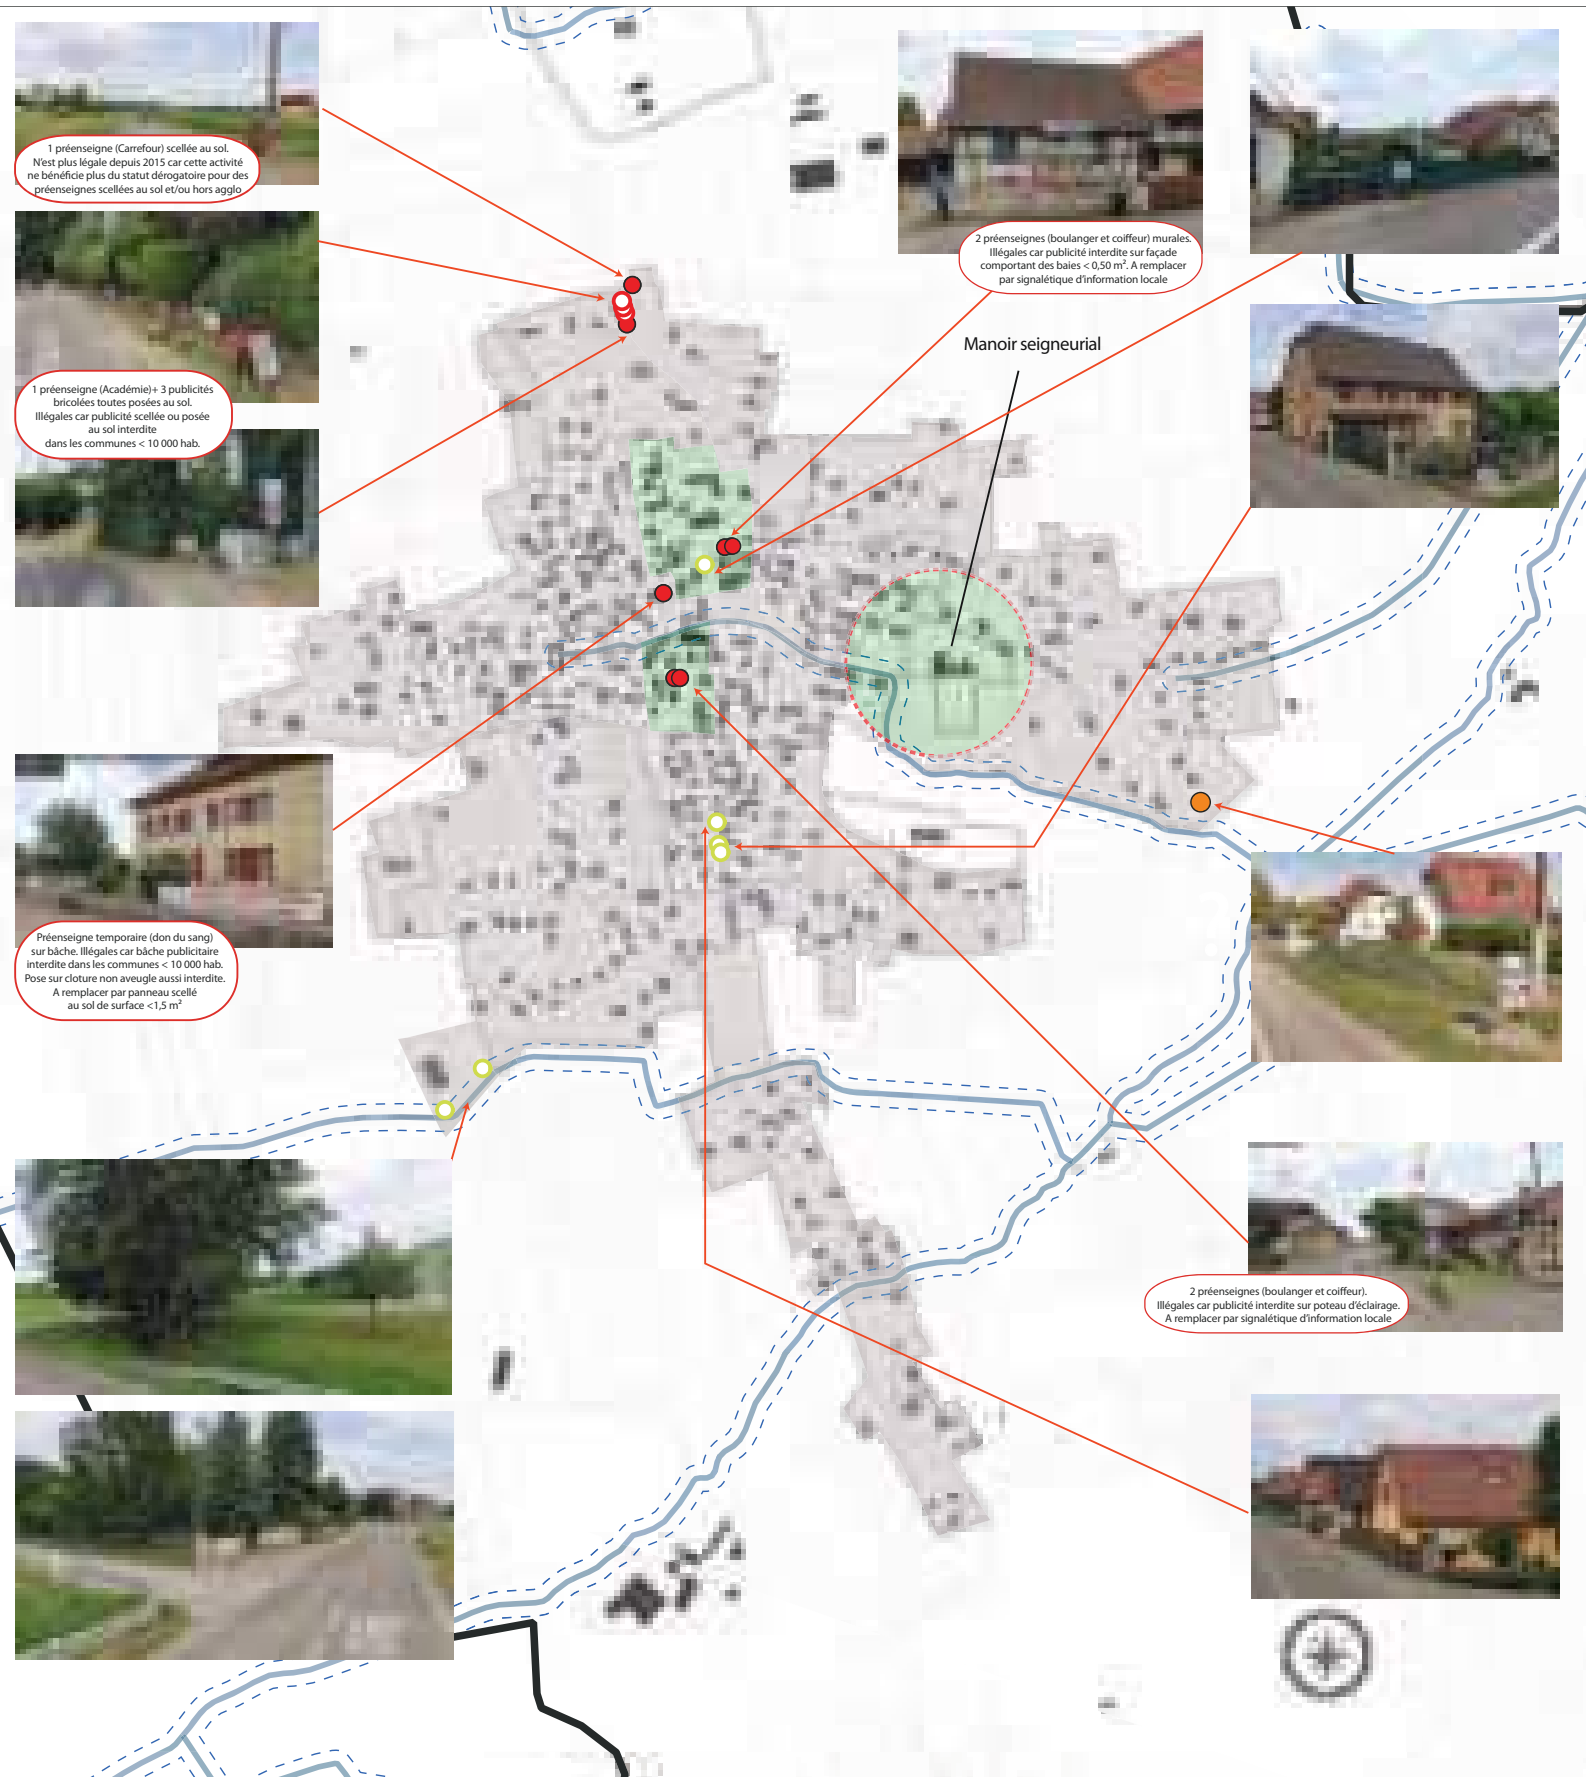 1 préenseigne (Carrefour) scellée au sol.
N'est plus légale depuis 2015 car cette activité
ne bénéficie plus du statut dérogatoire pour des
préenseignes scellées au sol et/ou hors agglo
1 préenseigne (Académie)+ 3 publicités
bricolées toutes posées au sol.
Illégales car publicité scellée ou posée
au sol interdite
dans les communes < 10 000 hab.
2 préenseignes (boulanger et coiffeur) murales.
Illégales car publicité interdite sur façade
comportant des baies < 0,50 m². A remplacer
par signalétique d'information locale
Manoir seigneurial
Préenseigne temporaire (don du sang)
sur bâche. Illégales car bâche publicitaire
interdite dans les communes < 10 000 hab.
Pose sur cloture non aveugle aussi interdite.
A remplacer par panneau scellé
au sol de surface <1,5 m²
2 préenseignes (boulanger et coiffeur).
Illégales car publicité interdite sur poteau d'éclairage.
A remplacer par signalétique d'information locale